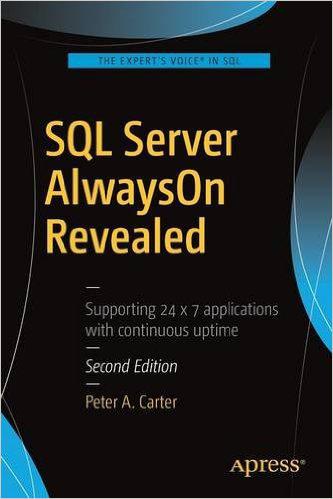 THE EXPERT'S VOICE® IN SQL
SQL Server
AlwaysOn
Revealed
Supporting 24 x 7 applications
with continuous uptime
Second Edition
Peter A. Carter
Apress®